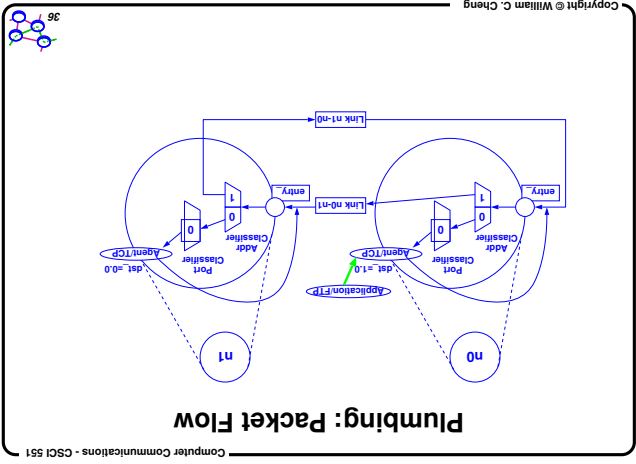 Computer Communications - CSCI 551
Plumbing: Packet Flow
n0
n1
Application/FTP
Port
Classifier
dst_=1.0
Agent/TCP
Addr
Classifier
0
1
0
entry_
Link n0-n1
Port
Classifier
dst_=0.0
Agent/TCP
Addr
Classifier
0
1
0
entry_
Link n1-n0
36
Copyright © William C. Cheng